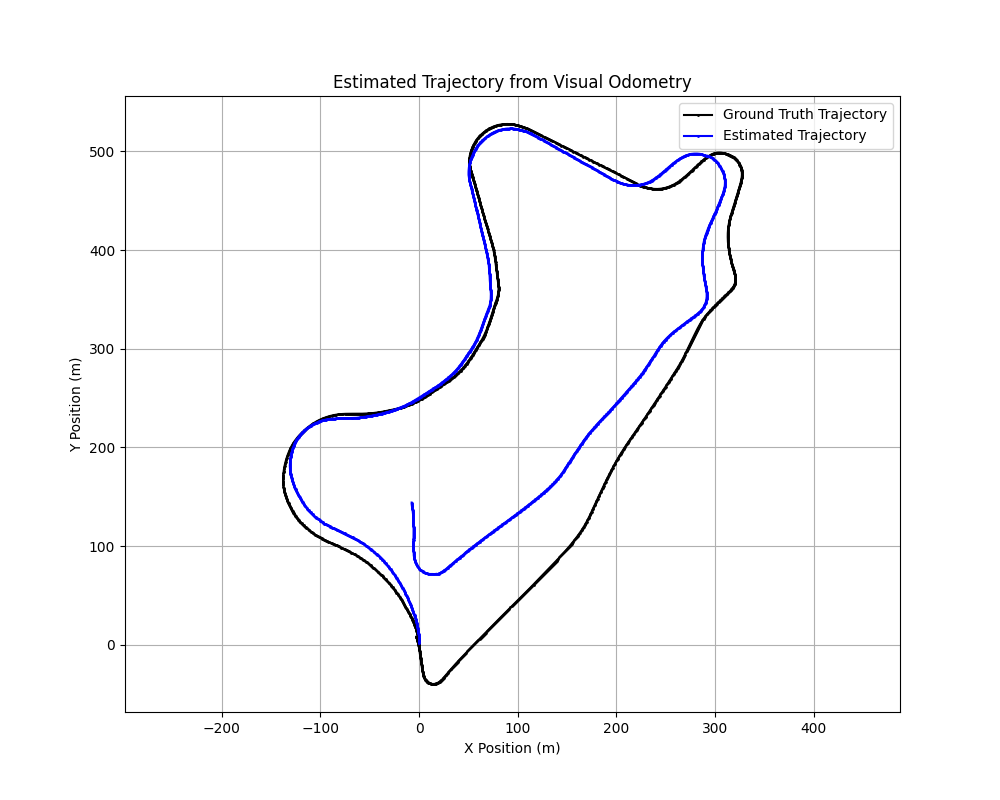 Estimated Trajectory from Visual Odometry
Ground Truth Trajectory
Estimated Trajectory
500
400
300
200
100
0
Y Position (m)
−200
−100
0
100
200
300
400
X Position (m)